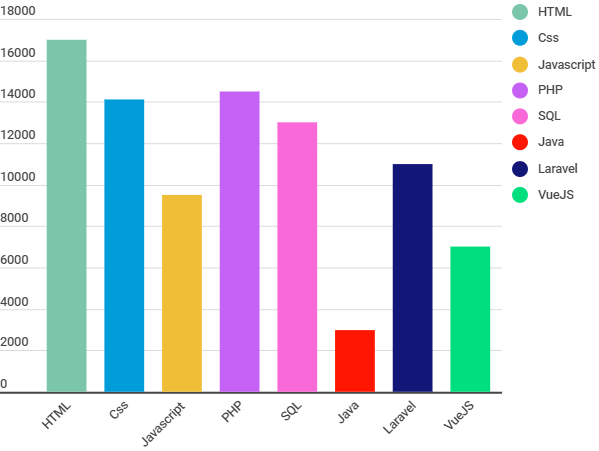 18000
16000
14000
12000
10000
8000
6000
4000
2000
0
HTML
Css
Javascript
PHP
SQL
Java
Laravel
VueJS
HTML
Css
Javascript
PHP
SQL
Java
Laravel
VueJS